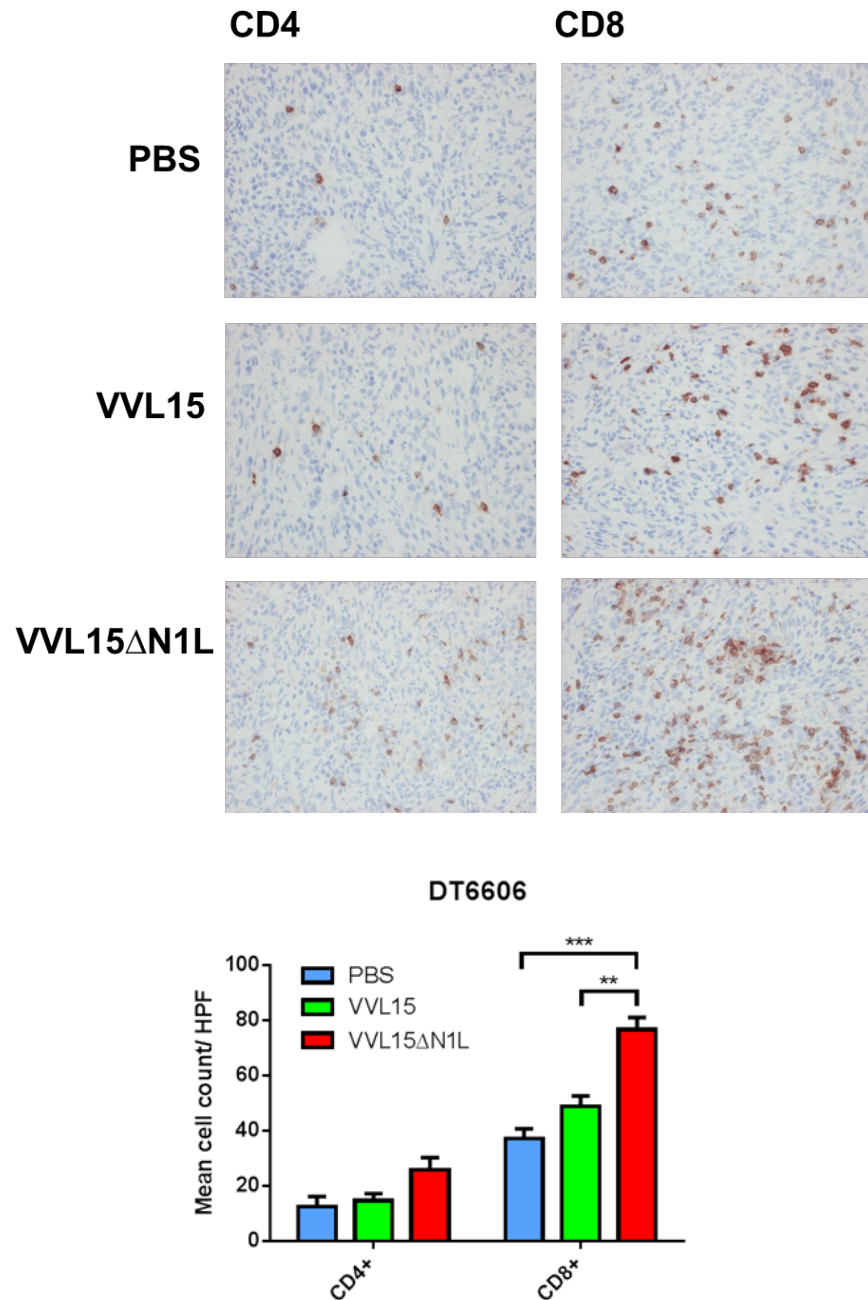 CD4 CD8
PBS
VVL15
VVL15ΔN1L
DT6606
***
**
100
80
60
40
20
0
Mean cell count/ HPF
PBS
VVL15
VVL15ΔN1L
CD4+
CD8+